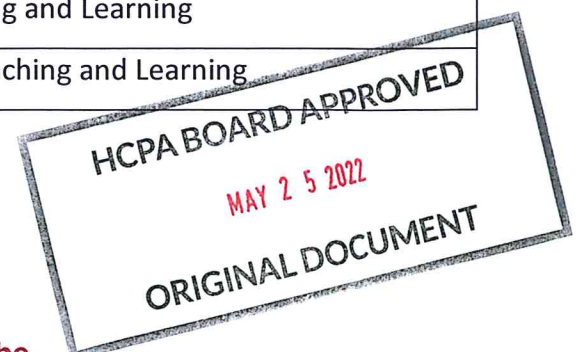 g and Learning
ching and Learning
HCPA BOARD APPROVED
MAY 2 5 2022
ORIGINAL DOCUMENT